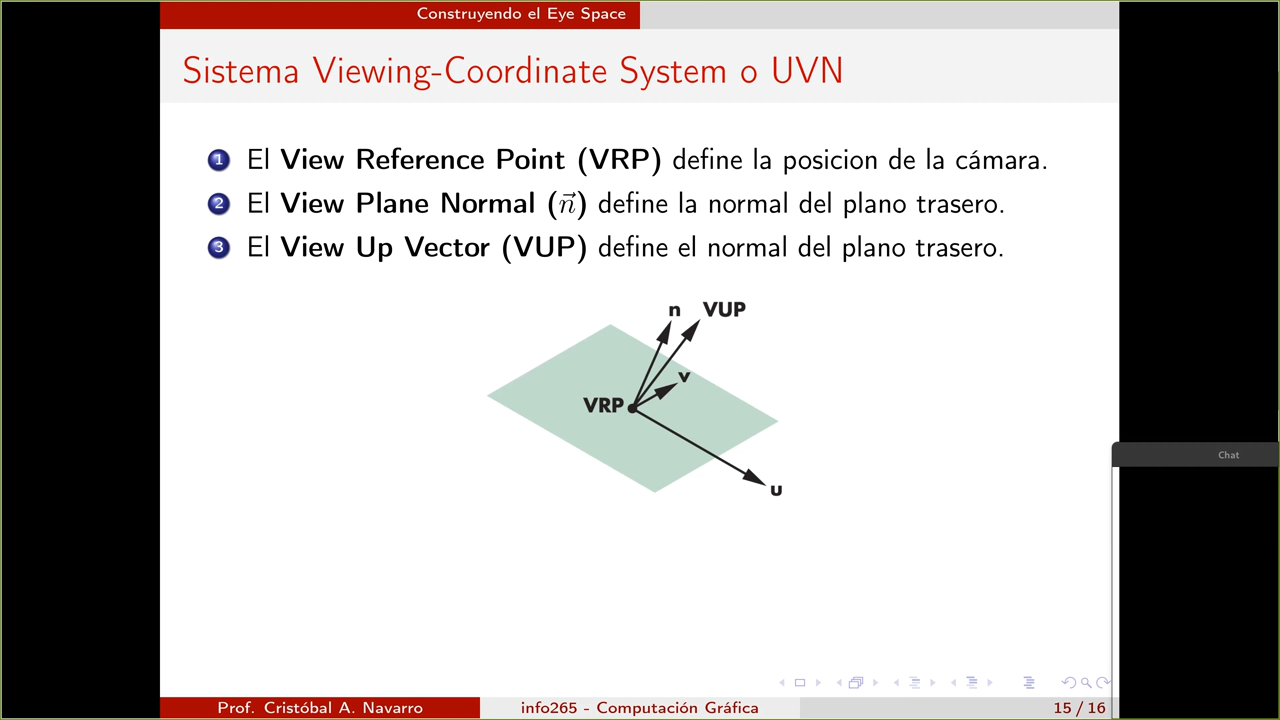 Construyendo el Eye Space
Sistema Viewing-Coordinate System o UVN
1 El View Reference Point (VRP) define la posicion de la cámara.
2 El View Plane Normal (n⃗) define la normal del plano trasero.
3 El View Up Vector (VUP) define el normal del plano trasero.
n VUP
v
VRP
u
Chat
Prof. Cristóbal A. Navarro info265 - Computación Gráfica 15 / 16